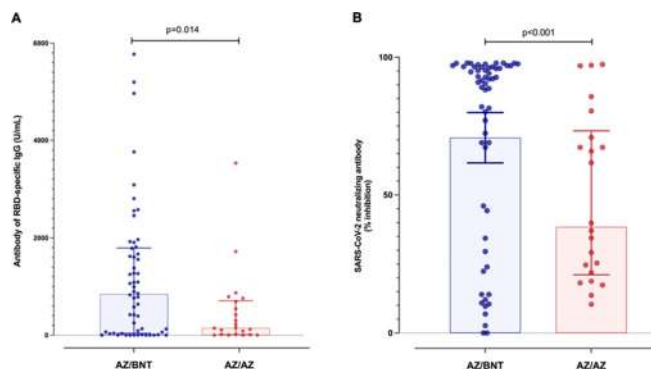 A
p=0.014
6000
4000
2000
0
Antibody of RBD-specific IgG (U/mL)
AZ/BNT
AZ/AZ
B
p<0.001
100
50
0
SARS-CoV-2 neutralizing antibody
(% inhibition)
AZ/BNT
AZ/AZ